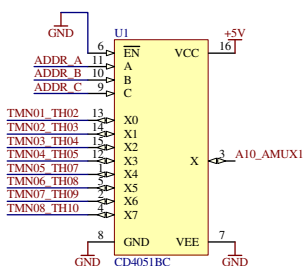 U1
GND
+5V
6 EN VCC 16
ADDR_A 11 A
ADDR_B 10 B
ADDR_C 9 C
TMN01_TH02 13 X0
TMN02_TH03 14 X1
TMN03_TH04 15 X2
TMN04_TH05 12 X3 X 3 A10_AMUX1
TMN05_TH07 1 X4
TMN06_TH08 5 X5
TMN07_TH09 2 X6
TMN08_TH10 4 X7
8 GND VEE 7
GND CD4051BC GND